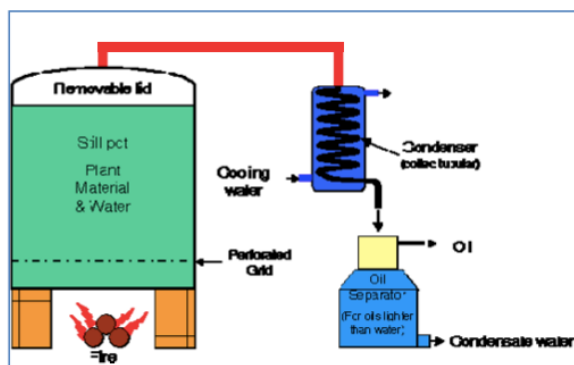 Removable lid
Still pot
Plant
Material
& Water
Perforated
Grid
Fire
Cooling
water
Condenser
(coiled tubular)
Oil
Oil
Separator
(For oils lighter
than water)
Condensate water